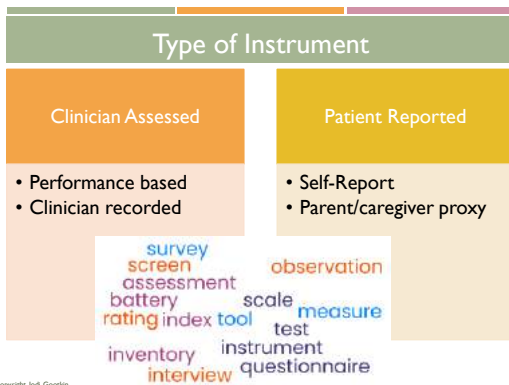 Type of Instrument
Clinician Assessed
• Performance based
• Clinician recorded
Patient Reported
• Self-Report
• Parent/caregiver proxy
survey
screen
observation
assessment
battery
scale
rating index tool
measure
test
inventory
instrument
interview
questionnaire